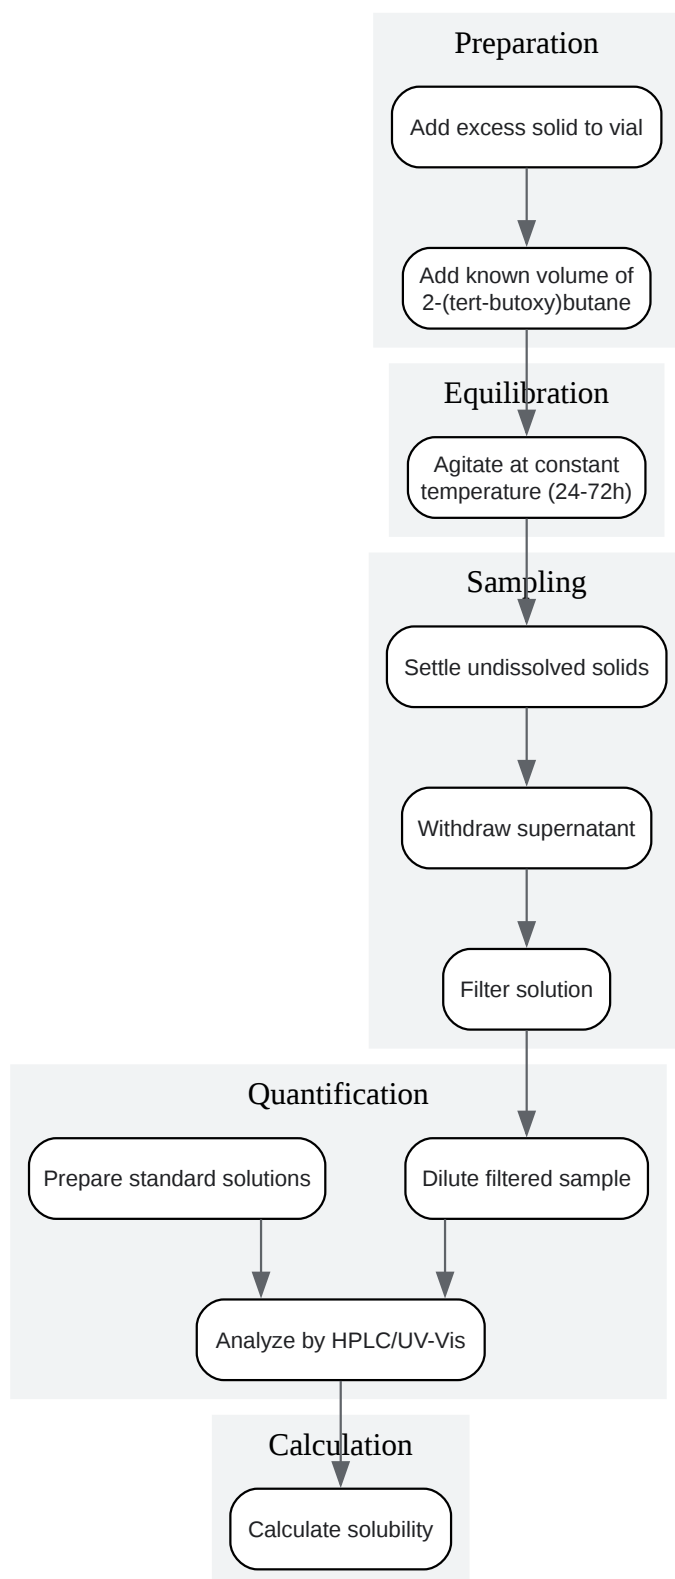 Preparation
Add excess solid to vial
Add known volume of
2-(tert-butoxy)butane
Equilibration
Agitate at constant
temperature (24-72h)
Sampling
Settle undissolved solids
Withdraw supernatant
Filter solution
Quantification
Prepare standard solutions
Dilute filtered sample
Analyze by HPLC/UV-Vis
Calculation
Calculate solubility